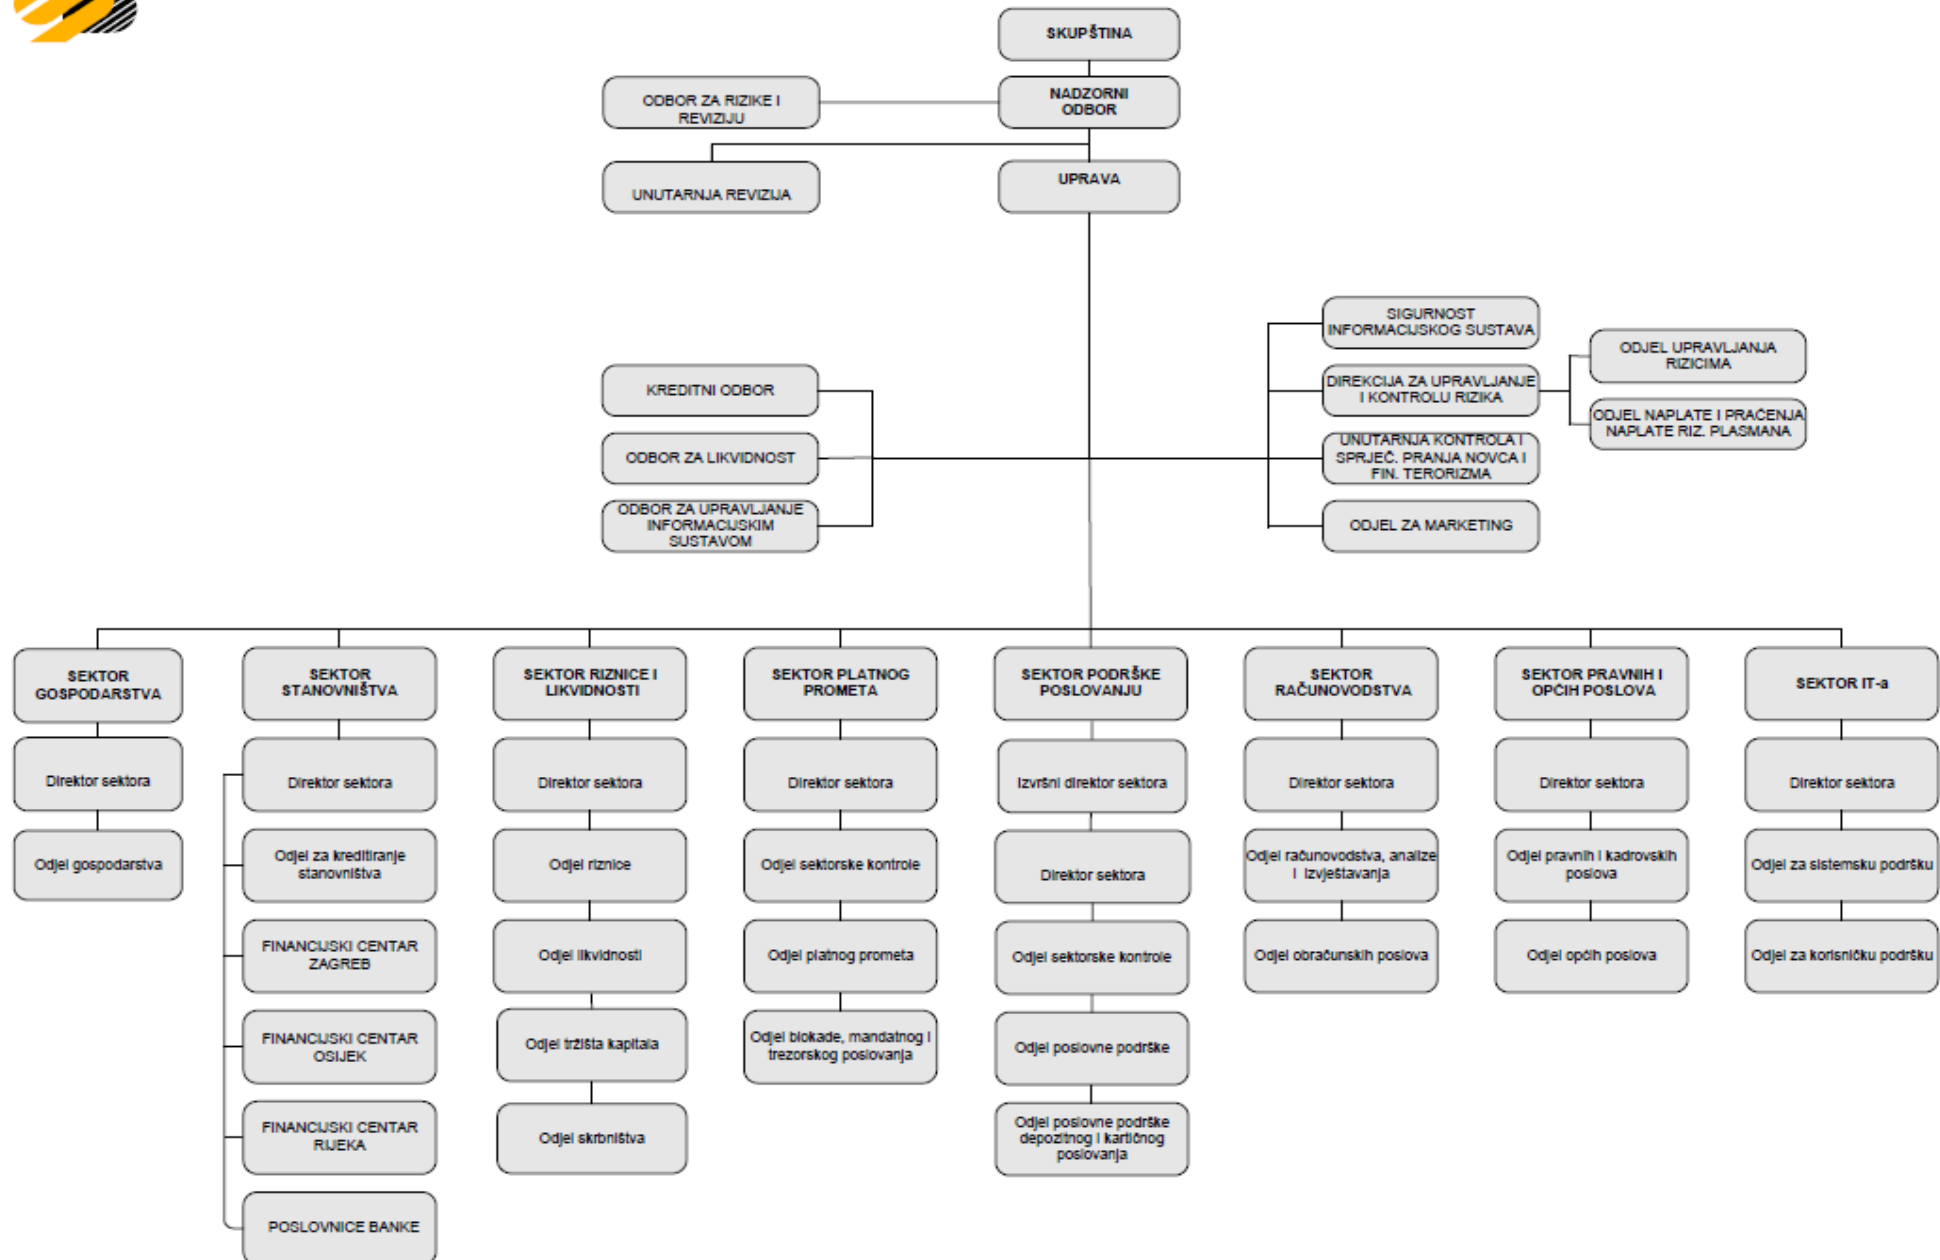 SKUPŠTINA
ODBOR ZA RIZIKE I
REVIZIJU
NADZORNI
ODBOR
UNUTARNJA REVIZIJA
UPRAVA
KREDITNI ODBOR
ODBOR ZA LIKVIDNOST
ODBOR ZA UPRAVLJANJE
INFORMACIJSKIM
SUSTAVOM
SIGURNOST
INFORMACIJSKOG SUSTAVA
DIREKCIJA ZA UPRAVLJANJE
I KONTROLU RIZIKA
ODJEL UPRAVLJANJA
RIZICIMA
ODJEL NAPLATE I PRAĆENJA
NAPLATE RIZ. PLASMANA
UNUTARNJA KONTROLA I
SPRJEČ. PRANJA NOVCA I
FIN. TERORIZMA
ODJEL ZA MARKETING
SEKTOR
GOSPODARSTVA
Direktor sektora
Odjel gospodarstva
SEKTOR
STANOVNIŠTVA
Direktor sektora
Odjel za kreditiranje
stanovništva
FINANCIJSKI CENTAR
ZAGREB
FINANCIJSKI CENTAR
OSIJEK
FINANCIJSKI CENTAR
RIJEKA
POSLOVNICE BANKE
SEKTOR RIZNICE I
LIKVIDNOSTI
Direktor sektora
Odjel riznice
Odjel likvidnosti
Odjel tržišta kapitala
Odjel skrbništva
SEKTOR PLATNOG
PROMETA
Direktor sektora
Odjel sektorske kontrole
Odjel platnog prometa
Odjel blokade, mandatnog i
trezorskog poslovanja
SEKTOR PODRŠKE
POSLOVANJU
Izvršni direktor sektora
Direktor sektora
Odjel sektorske kontrole
Odjel poslovne podrške
Odjel poslovne podrške
depozitnog i kartičnog
poslovanja
SEKTOR
RAČUNOVODSTVA
Direktor sektora
Odjel računovodstva, analize
i izvještavanja
Odjel obračunskih poslova
SEKTOR PRAVNIH I
OPĆIH POSLOVA
Direktor sektora
Odjel pravnih i kadrovskih
poslova
Odjel općih poslova
SEKTOR IT-a
Direktor sektora
Odjel za sistemsku podršku
Odjel za korisničku podršku